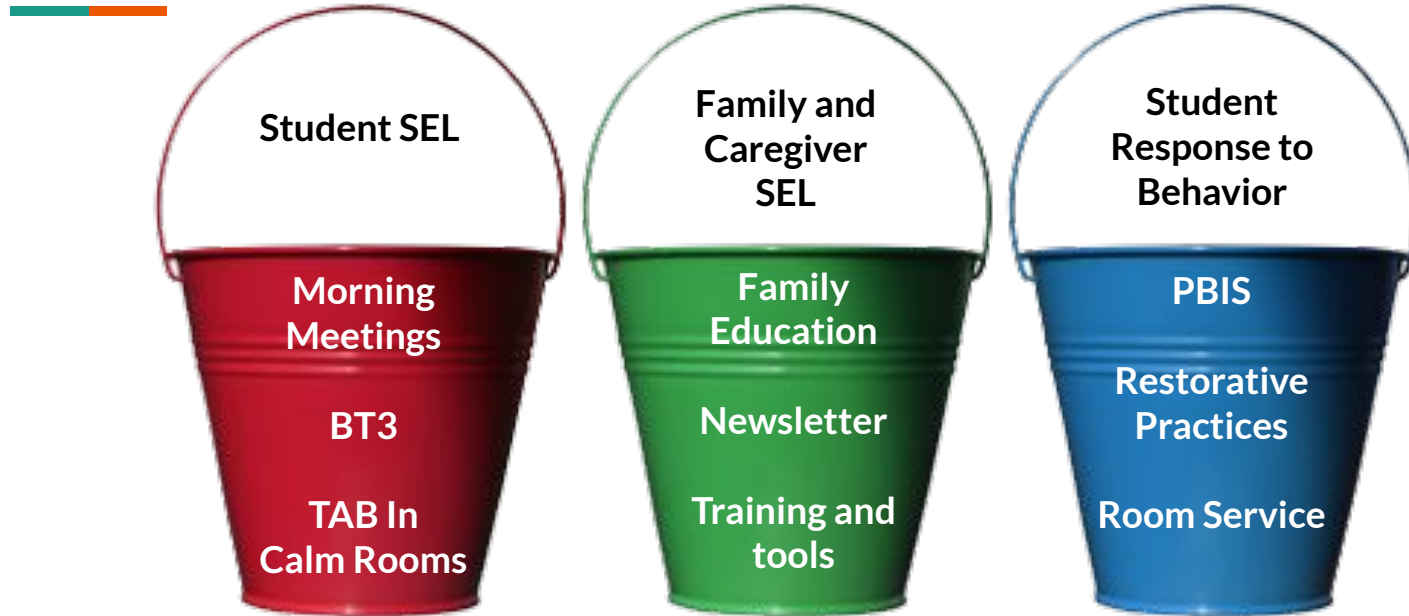 Student SEL
Morning
Meetings
BT3
TAB In
Calm Rooms
Family and
Caregiver
SEL
Family
Education
Newsletter
Training and
tools
Student
Response to
Behavior
PBIS
Restorative
Practices
Room Service